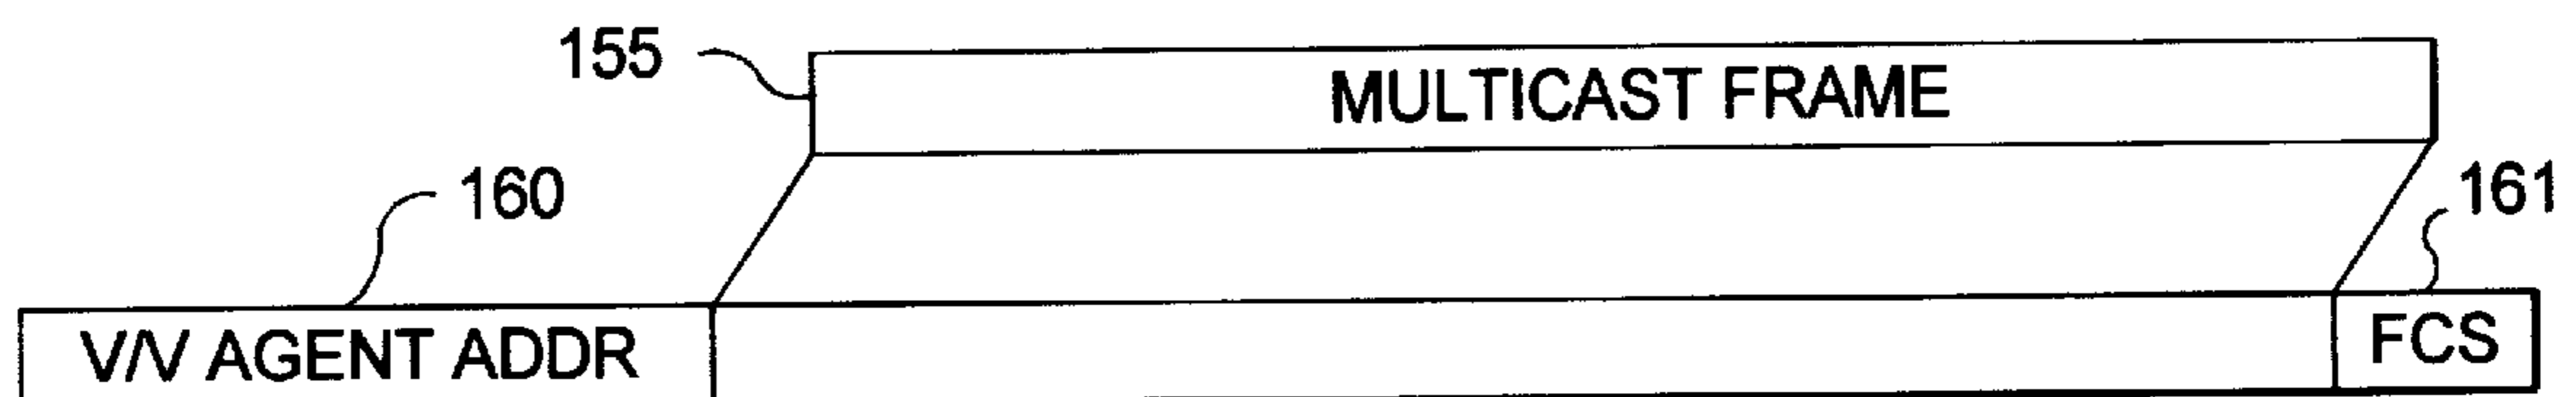 155
MULTICAST FRAME
160
161
V/V AGENT ADDR
FCS